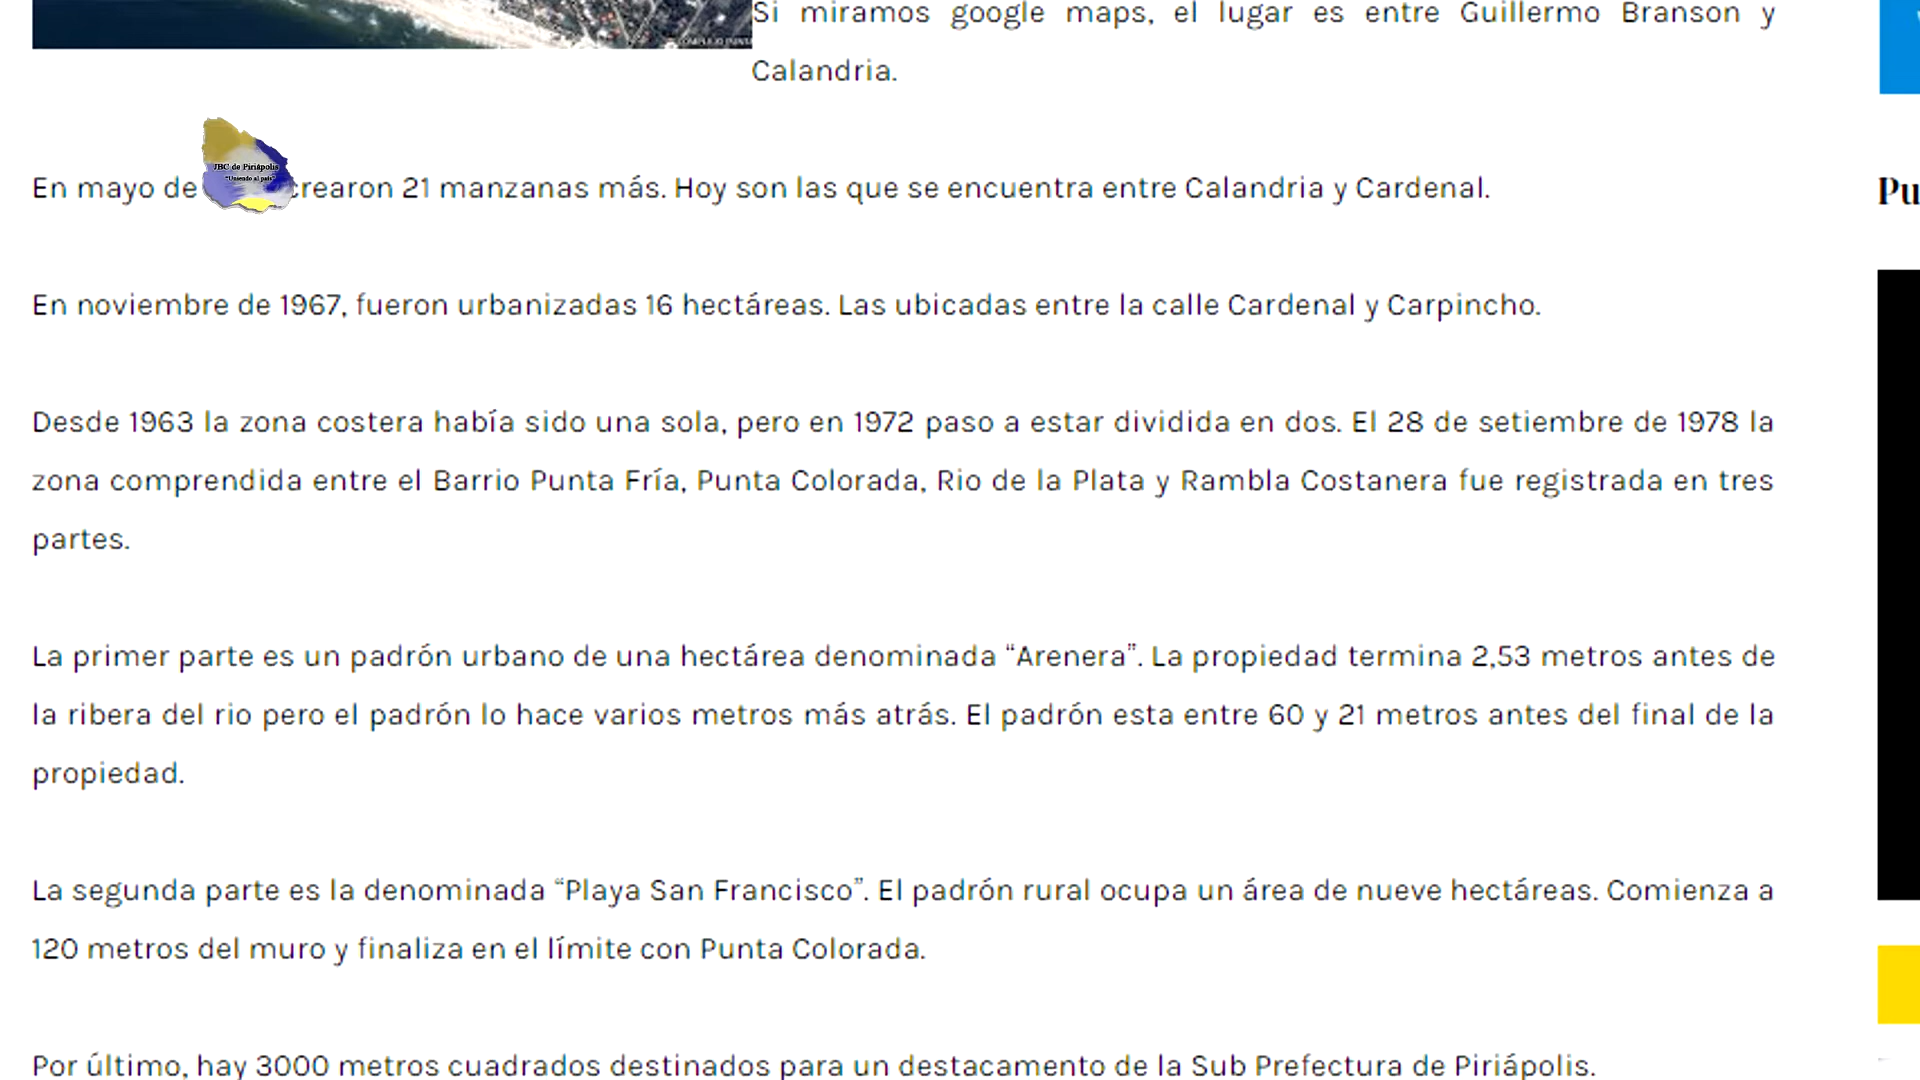 Si miramos google maps, el lugar es entre Guillermo Branson y
Calandria.
JBC de Piriápolis
"Uniendo al país"
En mayo de crearon 21 manzanas más. Hoy son las que se encuentra entre Calandria y Cardenal.
Pu
En noviembre de 1967, fueron urbanizadas 16 hectáreas. Las ubicadas entre la calle Cardenal y Carpincho.
Desde 1963 la zona costera había sido una sola, pero en 1972 paso a estar dividida en dos. El 28 de setiembre de 1978 la
zona comprendida entre el Barrio Punta Fría, Punta Colorada, Rio de la Plata y Rambla Costanera fue registrada en tres
partes.
La primer parte es un padrón urbano de una hectárea denominada “Arenera”. La propiedad termina 2,53 metros antes de
la ribera del rio pero el padrón lo hace varios metros más atrás. El padrón esta entre 60 y 21 metros antes del final de la
propiedad.
La segunda parte es la denominada “Playa San Francisco”. El padrón rural ocupa un área de nueve hectáreas. Comienza a
120 metros del muro y finaliza en el límite con Punta Colorada.
Por último, hay 3000 metros cuadrados destinados para un destacamento de la Sub Prefectura de Piriápolis.